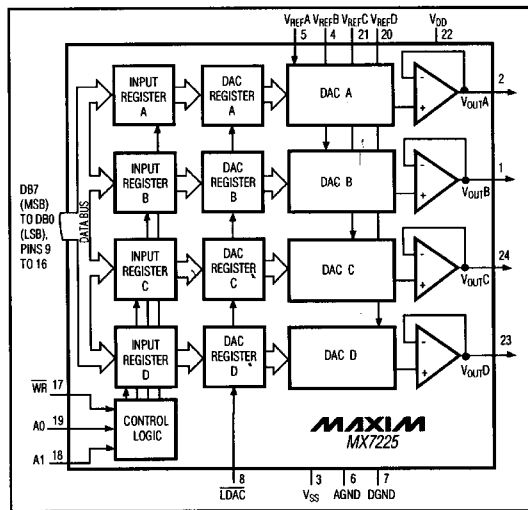 VREFA VREFB VREFC VREFD VDD
5 4 21 20 22
INPUT REGISTER A
DAC REGISTER A
DAC A
-
+
2
VOUTA
INPUT REGISTER B
DAC REGISTER B
DAC B
-
+
1
VOUTB
DB7 (MSB) TO DB0 (LSB), PINS 9 TO 16
DATA BUS
INPUT REGISTER C
DAC REGISTER C
DAC C
-
+
24
VOUTC
INPUT REGISTER D
DAC REGISTER D
DAC D
-
+
23
VOUTD
WR 17
A0 19
A1 18
CONTROL LOGIC
MAXIM
MX7225
8
LDAC
3 6 7
VSS AGND DGND